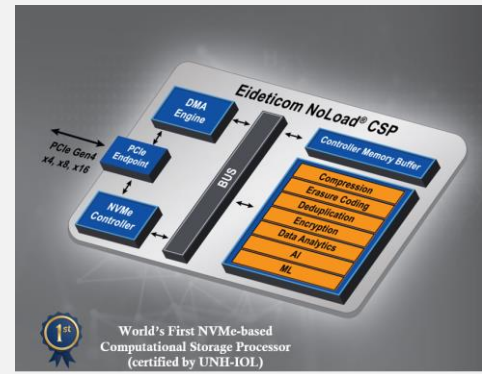 Eideticom NoLoad® CSP
DMA
Engine
PCIe
Endpoint
PCIe Gen4
x4, x8, x16
NVMe
Controller
BUS
Controller Memory Buffer
Compression
Erasure Coding
Deduplication
Encryption
Data Analytics
AI
ML
1st
World's First NVMe-based
Computational Storage Processor
(certified by UNH-IOL)